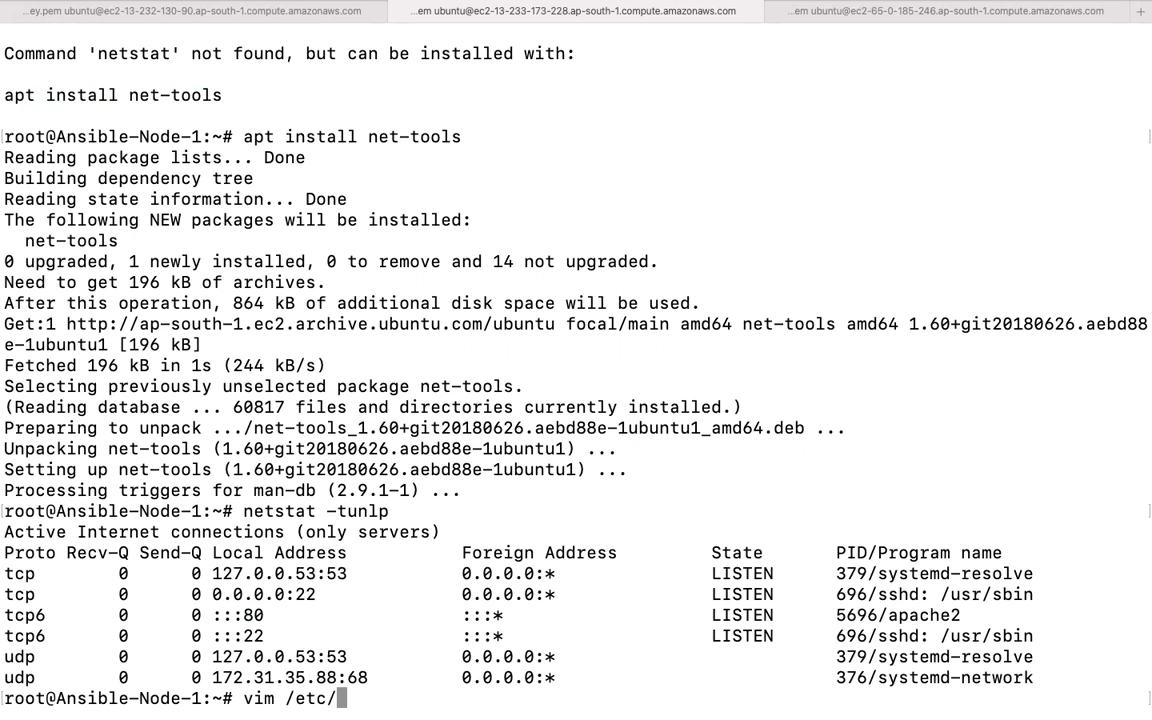 ...ey.pem ubuntu@ec2-13-232-130-90.ap-south-1.compute.amazonaws.com ...em ubuntu@ec2-13-233-173-228.ap-south-1.compute.amazonaws.com ...em ubuntu@ec2-65-0-185-246.ap-south-1.compute.amazonaws.com +
Command 'netstat' not found, but can be installed with:
apt install net-tools
root@Ansible-Node-1:~# apt install net-tools
Reading package lists... Done
Building dependency tree
Reading state information... Done
The following NEW packages will be installed:
  net-tools
0 upgraded, 1 newly installed, 0 to remove and 14 not upgraded.
Need to get 196 kB of archives.
After this operation, 864 kB of additional disk space will be used.
Get:1 http://ap-south-1.ec2.archive.ubuntu.com/ubuntu focal/main amd64 net-tools amd64 1.60+git20180626.aebd88
e-1ubuntu1 [196 kB]
Fetched 196 kB in 1s (244 kB/s)
Selecting previously unselected package net-tools.
(Reading database ... 60817 files and directories currently installed.)
Preparing to unpack .../net-tools_1.60+git20180626.aebd88e-1ubuntu1_amd64.deb ...
Unpacking net-tools (1.60+git20180626.aebd88e-1ubuntu1) ...
Setting up net-tools (1.60+git20180626.aebd88e-1ubuntu1) ...
Processing triggers for man-db (2.9.1-1) ...
root@Ansible-Node-1:~# netstat -tunlp
Active Internet connections (only servers)
Proto Recv-Q Send-Q Local Address           Foreign Address         State       PID/Program name
tcp        0      0 127.0.0.53:53           0.0.0.0:*               LISTEN      379/systemd-resolve
tcp        0      0 0.0.0.0:22              0.0.0.0:*               LISTEN      696/sshd: /usr/sbin
tcp6       0      0 :::80                   :::*                    LISTEN      5696/apache2
tcp6       0      0 :::22                   :::*                    LISTEN      696/sshd: /usr/sbin
udp        0      0 127.0.0.53:53           0.0.0.0:*                           379/systemd-resolve
udp        0      0 172.31.35.88:68         0.0.0.0:*                           376/systemd-network
root@Ansible-Node-1:~# vim /etc/